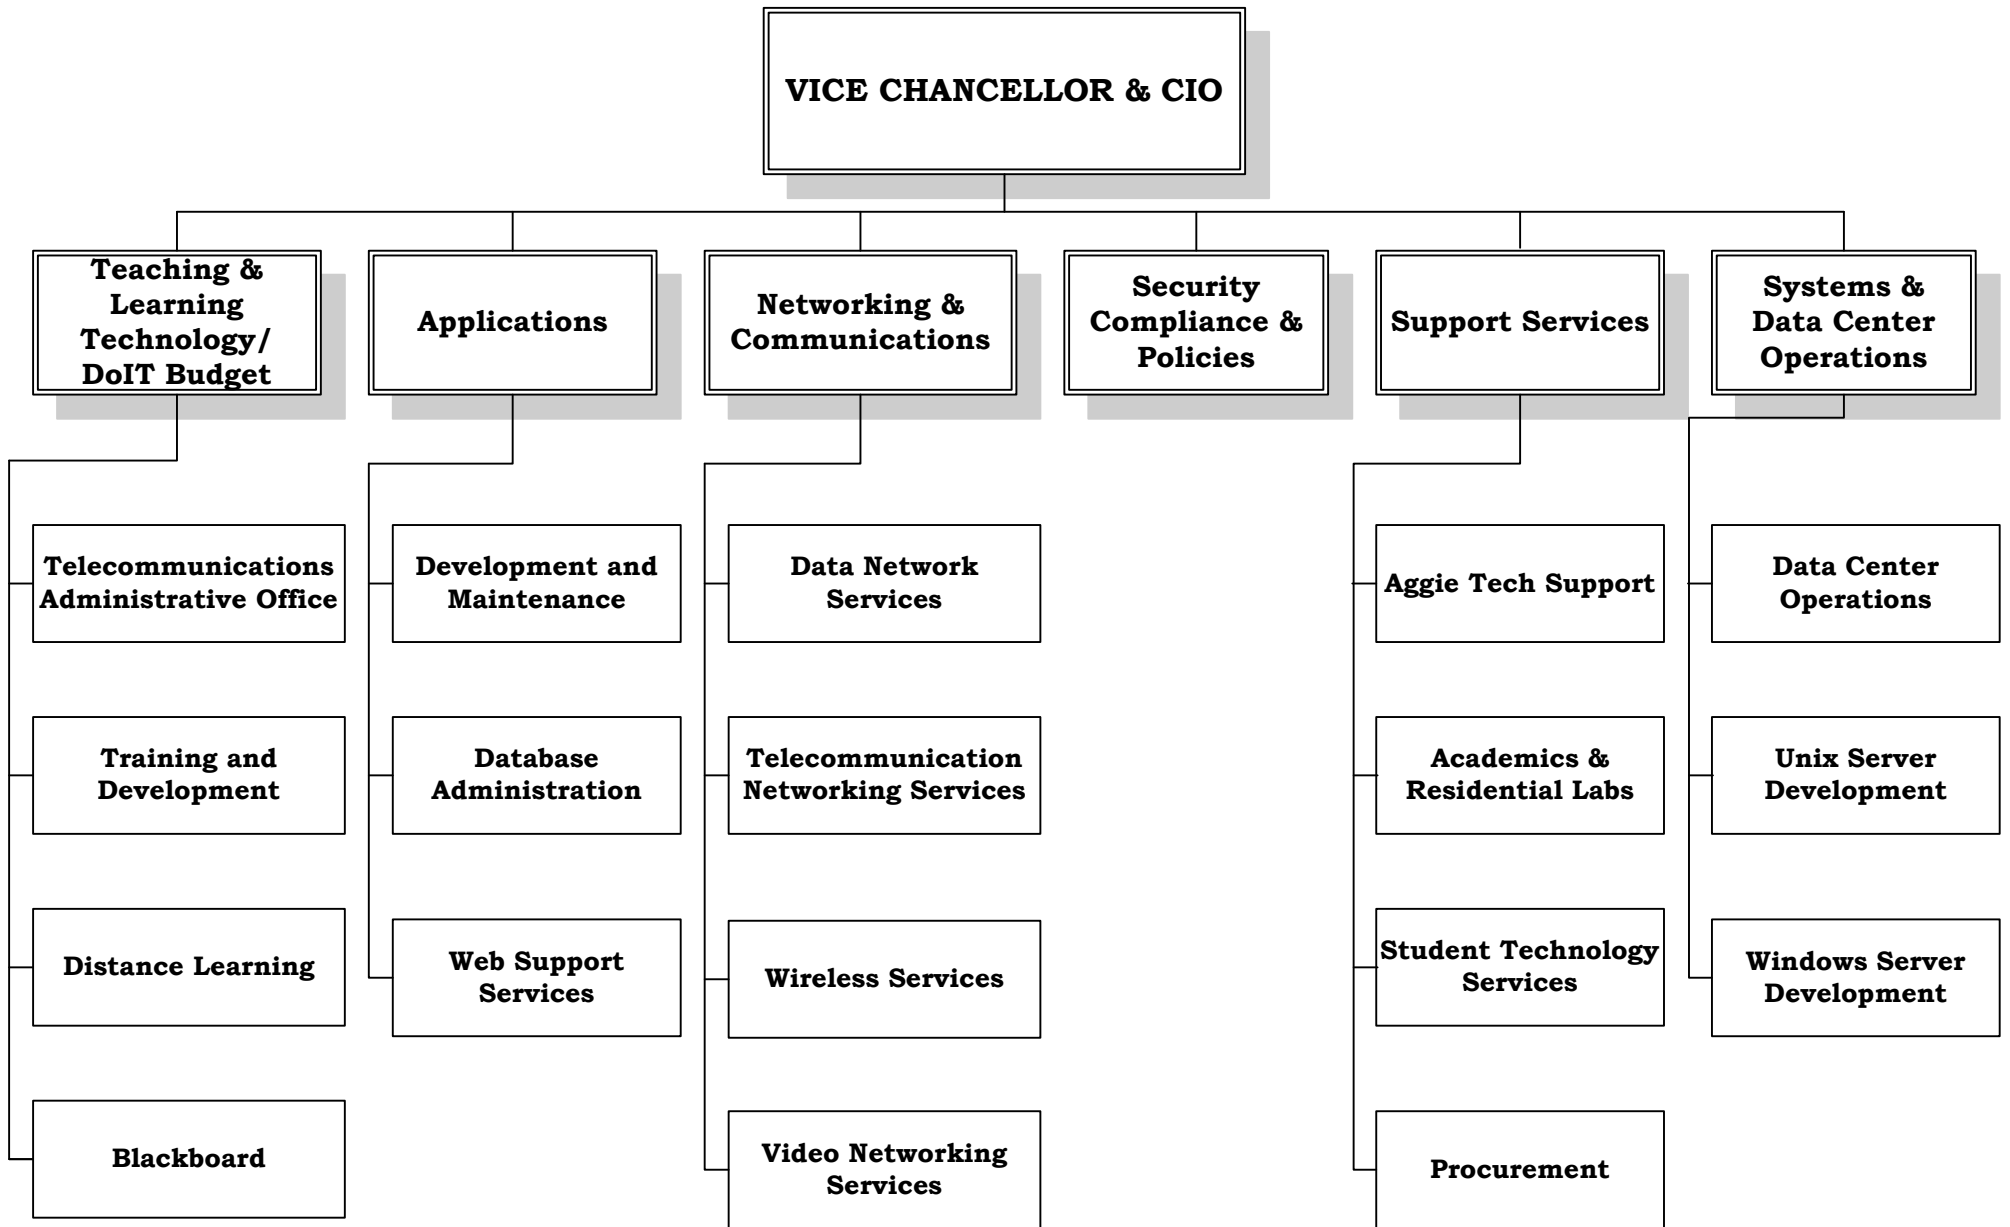 VICE CHANCELLOR & CIO
Teaching &
Learning
Technology/
DoIT Budget
Applications
Networking &
Communications
Security
Compliance &
Policies
Support Services
Systems &
Data Center
Operations
Telecommunications
Administrative Office
Development and
Maintenance
Data Network
Services
Aggie Tech Support
Data Center
Operations
Training and
Development
Database
Administration
Telecommunication
Networking Services
Academics &
Residential Labs
Unix Server
Development
Distance Learning
Web Support
Services
Wireless Services
Student Technology
Services
Windows Server
Development
Blackboard
Video Networking
Services
Procurement